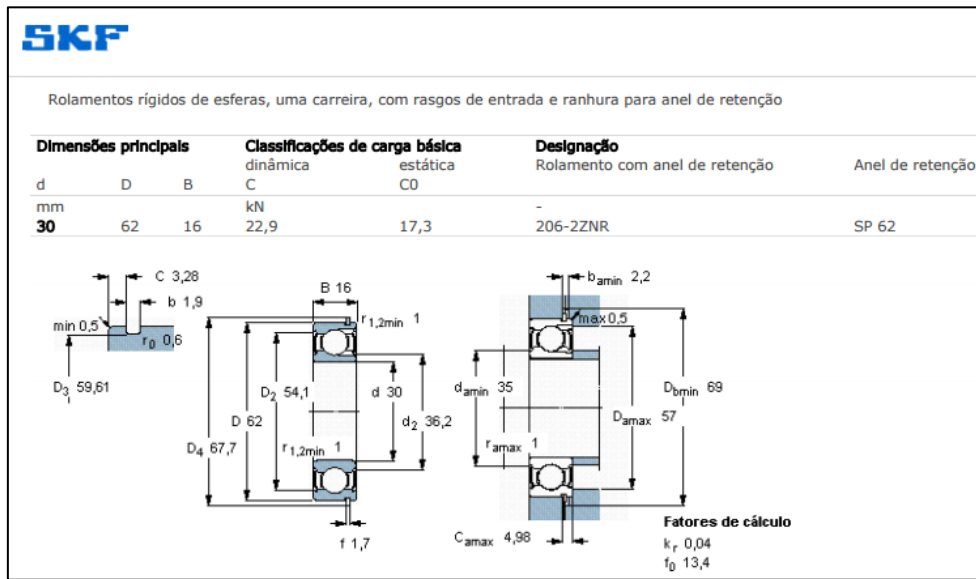 SKF
Rolamentos rígidos de esferas, uma carreira, com rasgos de entrada e ranhura para anel de retenção
Dimensões principais Classificações de carga básica Designação
dinâmica estática Rolamento com anel de retenção Anel de retenção
d D B C C0
mm kN -
30 62 16 22,9 17,3 206-2ZNR SP 62
C 3,28
b 1,9
min 0,5
r0 0,6
D3 59,61
B 16
r1,2min 1
D2 54,1
d 30
D 62
d2 36,2
D4 67,7
r1,2min 1
f 1,7
bamin 2,2
max 0,5
damin 35
Dbmin 69
Damax 57
ramax 1
Camax 4,98
Fatores de cálculo
kr 0,04
f0 13,4